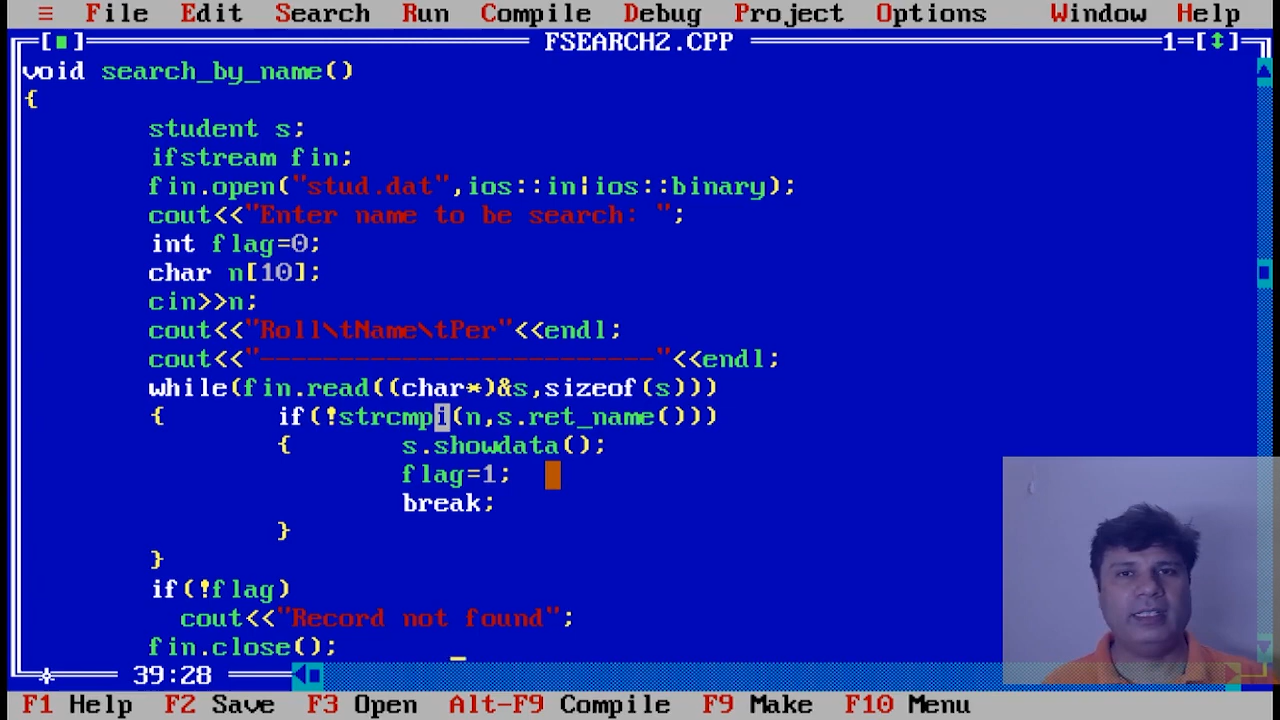 ≡ File Edit Search Run Compile Debug Project Options Window Help
[■] FSEARCH2.CPP 1=[↕]
void search_by_name()
{
student s;
ifstream fin;
fin.open("stud.dat",ios::in|ios::binary);
cout<<"Enter name to be search: ";
int flag=0;
char n[10];
cin>>n;
cout<<"Roll\tName\tPer"<<endl;
cout<<"-------------------------"<<endl;
while(fin.read((char*)&s,sizeof(s)))
{ if(!strcmpi(n,s.ret_name()))
{ s.showdata();
flag=1;
break;
}
}
if(!flag)
cout<<"Record not found";
fin.close();
39:28
F1 Help F2 Save F3 Open Alt-F9 Compile F9 Make F10 Menu